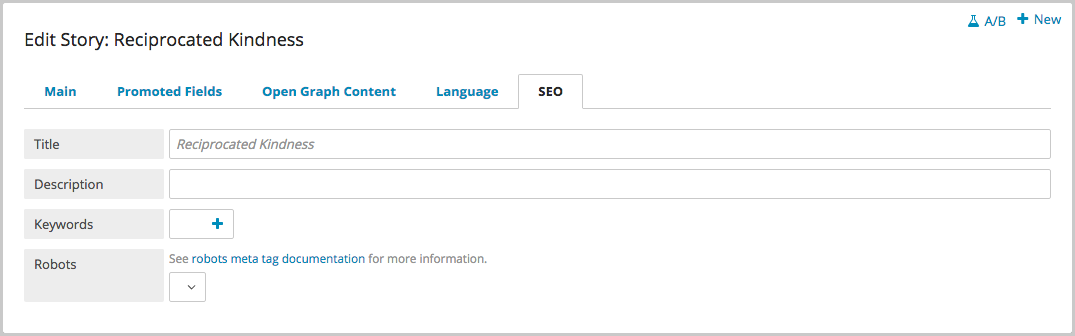 A/B New
Edit Story: Reciprocated Kindness
Main Promoted Fields Open Graph Content Language SEO
Title Reciprocated Kindness
Description
Keywords
Robots See robots meta tag documentation for more information.